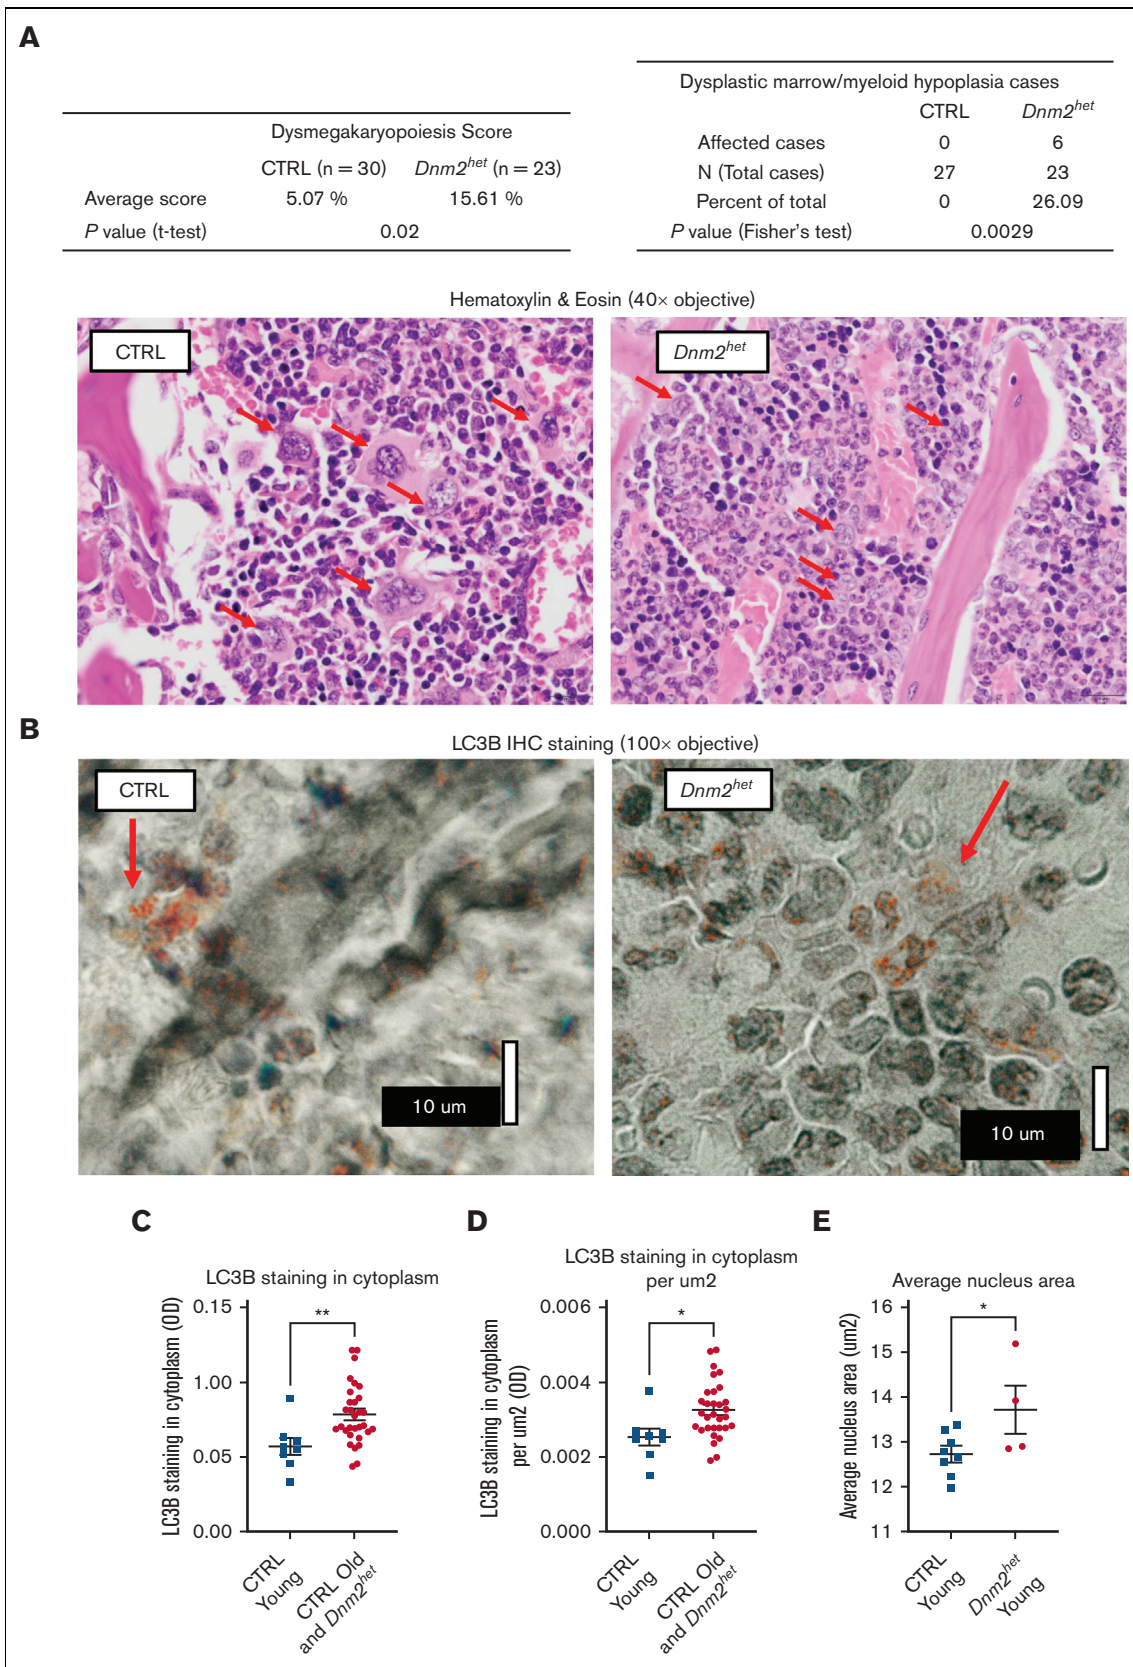 A
Dysmegakaryopoiesis Score
CTRL (n = 30) Dnm2het (n = 23)
Average score 5.07 % 15.61 %
P value (t-test) 0.02
Dysplastic marrow/myeloid hypoplasia cases
CTRL Dnm2het
Affected cases 0 6
N (Total cases) 27 23
Percent of total 0 26.09
P value (Fisher's test) 0.0029
Hematoxylin & Eosin (40× objective)
CTRL
Dnm2het
B
LC3B IHC staining (100× objective)
CTRL
10 um
Dnm2het
10 um
C
LC3B staining in cytoplasm
LC3B staining in cytoplasm (OD)
0.15
1.00
0.05
0.00
**
CTRL
Young
CTRL Old
and Dnm2het
D
LC3B staining in cytoplasm
per um2
LC3B staining in cytoplasm
per um2 (OD)
0.006
0.004
0.002
0.000
*
CTRL
Young
CTRL Old
and Dnm2het
E
Average nucleus area
Average nucleus area (um2)
16
15
14
13
12
11
*
CTRL
Young
Dnm2het
Young